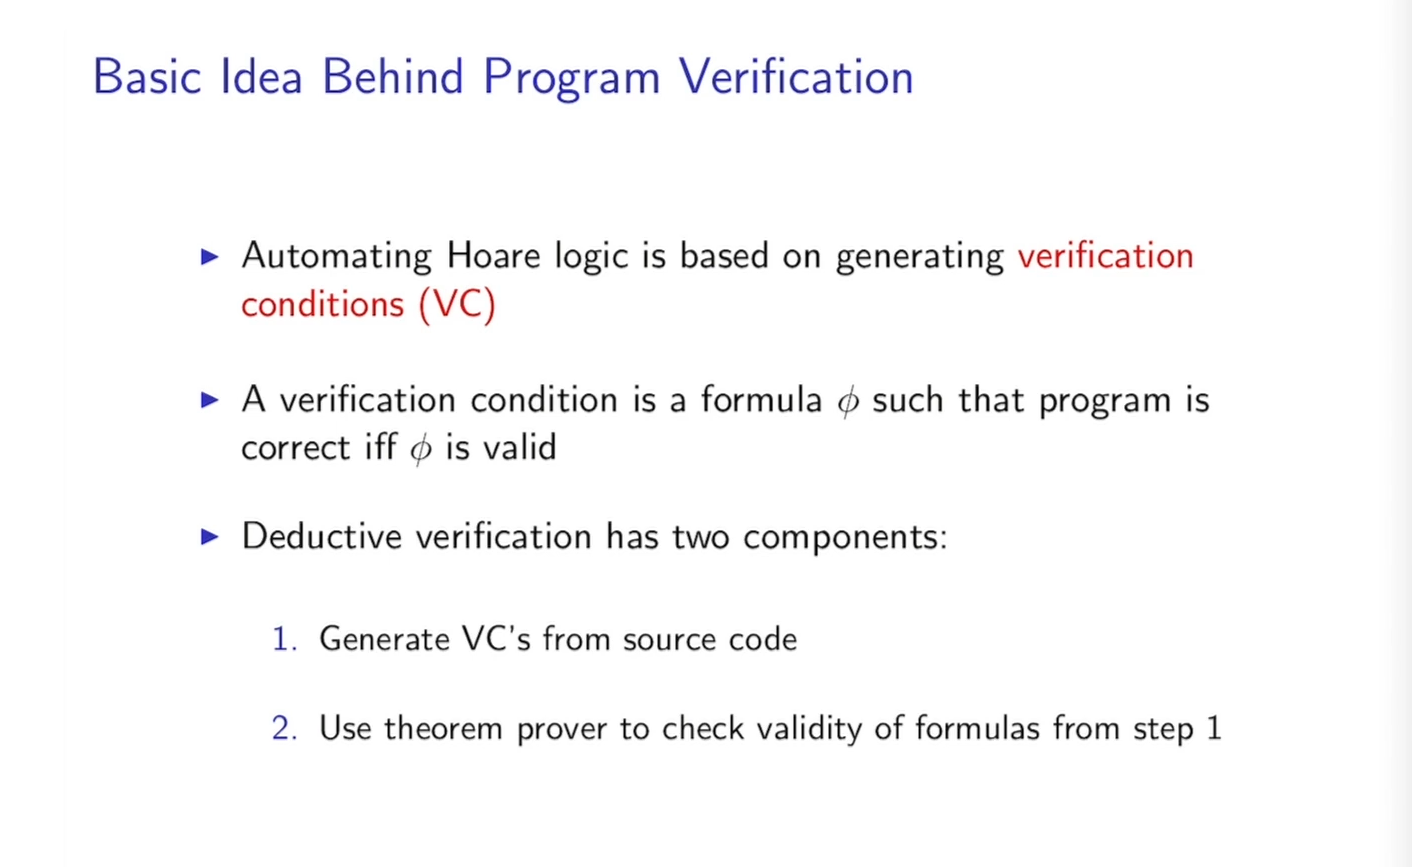 Basic Idea Behind Program Verification
▶ Automating Hoare logic is based on generating verification
conditions (VC)
▶ A verification condition is a formula ϕ such that program is
correct iff ϕ is valid
▶ Deductive verification has two components:
1. Generate VC's from source code
2. Use theorem prover to check validity of formulas from step 1